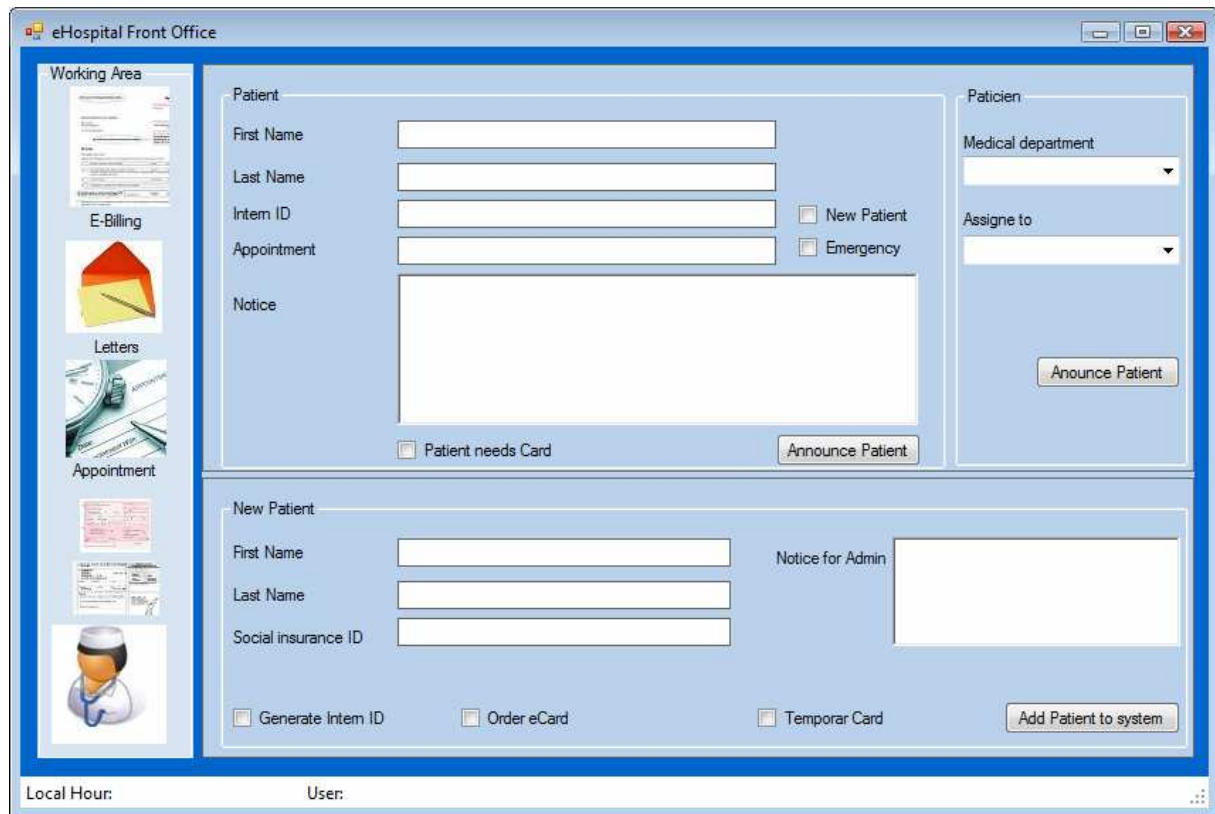 eHospital Front Office
Working Area
E-Billing
Letters
Appointment
Patient
First Name
Last Name
Intern ID
New Patient
Appointment
Emergency
Notice
Patient needs Card
Announce Patient
Paticien
Medical department
Assigne to
Anounce Patient
New Patient
First Name
Last Name
Social insurance ID
Notice for Admin
Generate Intern ID
Order eCard
Temporar Card
Add Patient to system
Local Hour:
User: